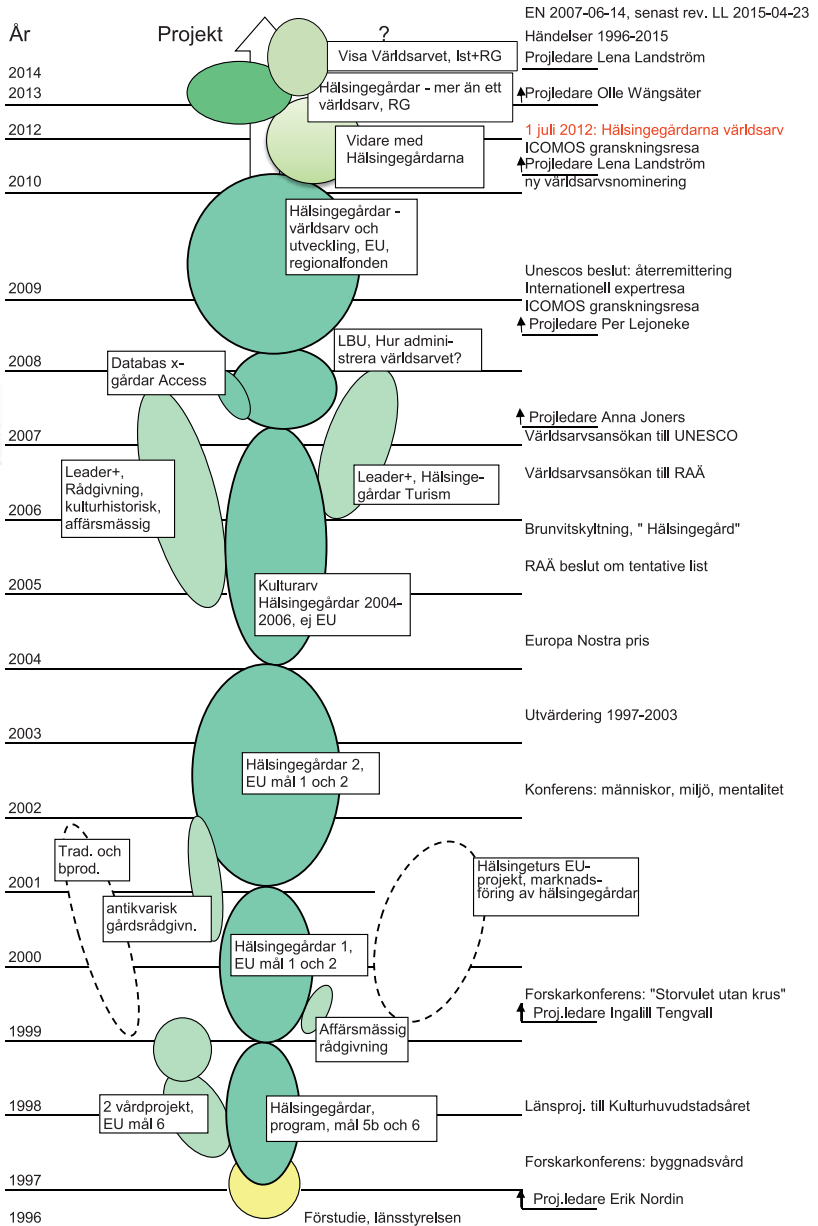 EN 2007-06-14, senast rev. LL 2015-04-23
År
Projekt
?
Händelser 1996-2015
Visa Världsarvet, lst+RG
Projledare Lena Landström
2014
2013
Hälsingegårdar - mer än ett
världsarv, RG
Projledare Olle Wängsäter
2012
Vidare med
Hälsingegårdarna
1 juli 2012: Hälsingegårdarna världsarv
ICOMOS granskningsresa
Projledare Lena Landström
ny världsarvsnominering
2010
Hälsingegårdar -
världsarv och
utveckling, EU,
regionalfonden
2009
Unescos beslut: återremittering
Internationell expertresa
ICOMOS granskningsresa
Projledare Per Lejoneke
LBU, Hur admini-
strera världsarvet?
2008
Databas x-
gårdar Access
Projledare Anna Joners
2007
Världsarvsansökan till UNESCO
Leader+,
Rådgivning,
kulturhistorisk,
affärsmässig
Leader+, Hälsinge-
gårdar Turism
Världsarvsansökan till RAÄ
2006
Brunvitskyltning, " Hälsingegård"
RAÄ beslut om tentative list
2005
Kulturarv
Hälsingegårdar 2004-
2006, ej EU
Europa Nostra pris
2004
Utvärdering 1997-2003
2003
Hälsingegårdar 2,
EU mål 1 och 2
Konferens: människor, miljö, mentalitet
2002
Trad. och
bprod.
Hälsingeturs EU-
projekt, marknads-
föring av hälsingegårdar
2001
antikvarisk
gårdsrådgivn.
Hälsingegårdar 1,
EU mål 1 och 2
2000
Forskarkonferens: "Storvulet utan krus"
Proj.ledare Ingalill Tengvall
Affärsmässig
rådgivning
1999
2 vårdprojekt,
EU mål 6
Hälsingegårdar,
program, mål 5b och 6
Länsproj. till Kulturhuvudstadsåret
1998
Forskarkonferens: byggnadsvård
1997
Proj.ledare Erik Nordin
1996
Förstudie, länsstyrelsen